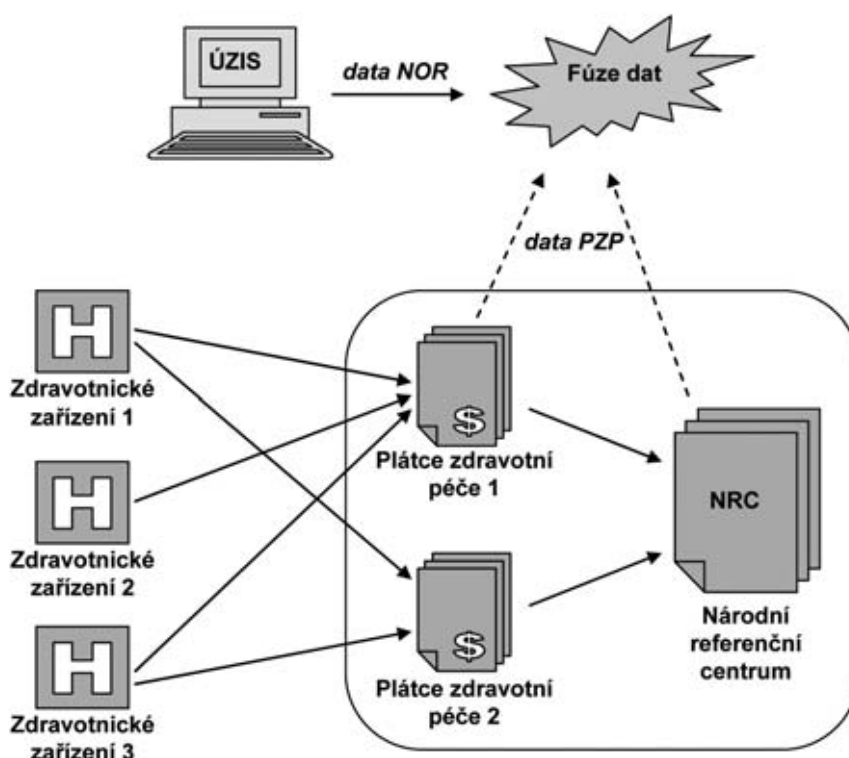 ÚZIS
data NOR
Fúze dat
data PZP
Zdravotnické
zařízení 1
Plátce zdravotní
péče 1
Zdravotnické
zařízení 2
NRC
Národní
referenční
centrum
Plátce zdravotní
péče 2
Zdravotnické
zařízení 3
H
H
H
$
$